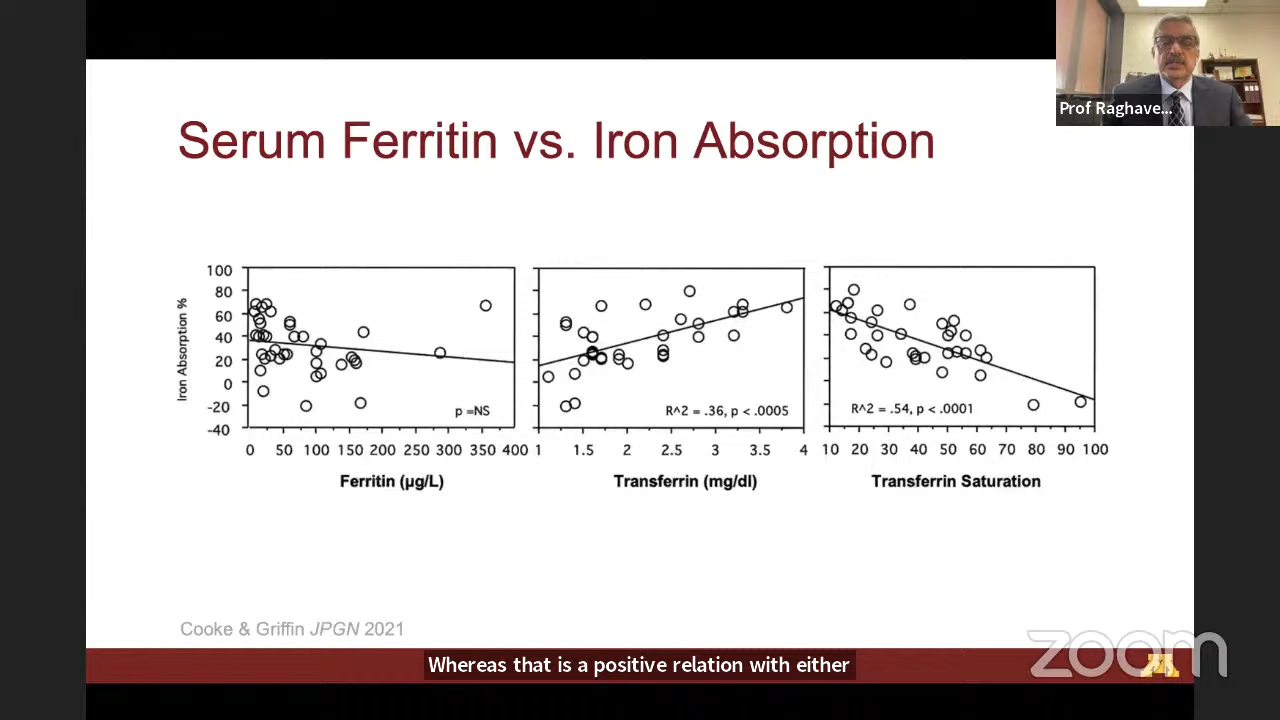 Prof Raghave...
Serum Ferritin vs. Iron Absorption
Iron Absorption %
100
80
60
40
20
0
-20
-40
p =NS
0 50 100 150 200 250 300 350 400
Ferritin (µg/L)
R^2 = .36, p < .0005
1 1.5 2 2.5 3 3.5 4
Transferrin (mg/dl)
R^2 = .54, p < .0001
10 20 30 40 50 60 70 80 90 100
Transferrin Saturation
Cooke & Griffin JPGN 2021
Whereas that is a positive relation with either
zoom
M